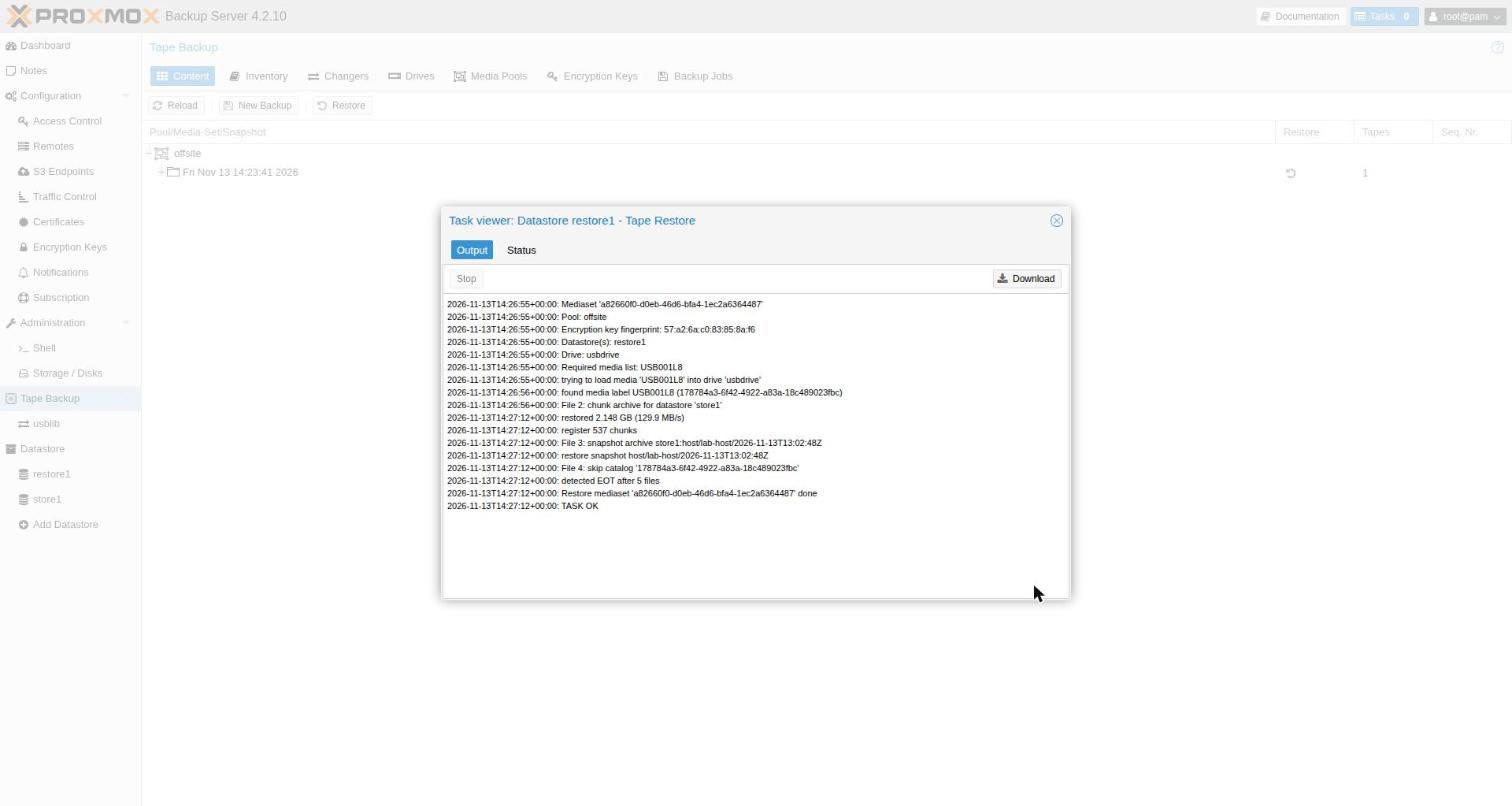 PROXMOX Backup Server 4.2.10
Documentation
Tasks 0
root@pam
Dashboard
Notes
Configuration
Access Control
Remotes
S3 Endpoints
Traffic Control
Certificates
Encryption Keys
Notifications
Subscription
Administration
Shell
Storage / Disks
Tape Backup
usblib
Datastore
restore1
store1
Add Datastore
Tape Backup
Content Inventory Changers Drives Media Pools Encryption Keys Backup Jobs
Reload New Backup Restore
Pool/Media-Set/Snapshot Restore Tapes Seq. Nr.
offsite
Fri Nov 13 14:23:41 2026 1
Task viewer: Datastore restore1 - Tape Restore
Output Status
Stop Download
2026-11-13T14:26:55+00:00: Mediaset 'a82660f0-d0eb-46d6-bfa4-1ec2a6364487'
2026-11-13T14:26:55+00:00: Pool: offsite
2026-11-13T14:26:55+00:00: Encryption key fingerprint: 57:a2:6a:c0:83:85:8a:f6
2026-11-13T14:26:55+00:00: Datastore(s): restore1
2026-11-13T14:26:55+00:00: Drive: usbdrive
2026-11-13T14:26:55+00:00: Required media list: USB001L8
2026-11-13T14:26:55+00:00: trying to load media 'USB001L8' into drive 'usbdrive'
2026-11-13T14:26:56+00:00: found media label USB001L8 (178784a3-6f42-4922-a83a-18c489023fbc)
2026-11-13T14:26:56+00:00: File 2: chunk archive for datastore 'store1'
2026-11-13T14:27:12+00:00: restored 2.148 GB (129.9 MB/s)
2026-11-13T14:27:12+00:00: register 537 chunks
2026-11-13T14:27:12+00:00: File 3: snapshot archive store1:host/lab-host/2026-11-13T13:02:48Z
2026-11-13T14:27:12+00:00: restore snapshot host/lab-host/2026-11-13T13:02:48Z
2026-11-13T14:27:12+00:00: File 4: skip catalog '178784a3-6f42-4922-a83a-18c489023fbc'
2026-11-13T14:27:12+00:00: detected EOT after 5 files
2026-11-13T14:27:12+00:00: Restore mediaset 'a82660f0-d0eb-46d6-bfa4-1ec2a6364487' done
2026-11-13T14:27:12+00:00: TASK OK